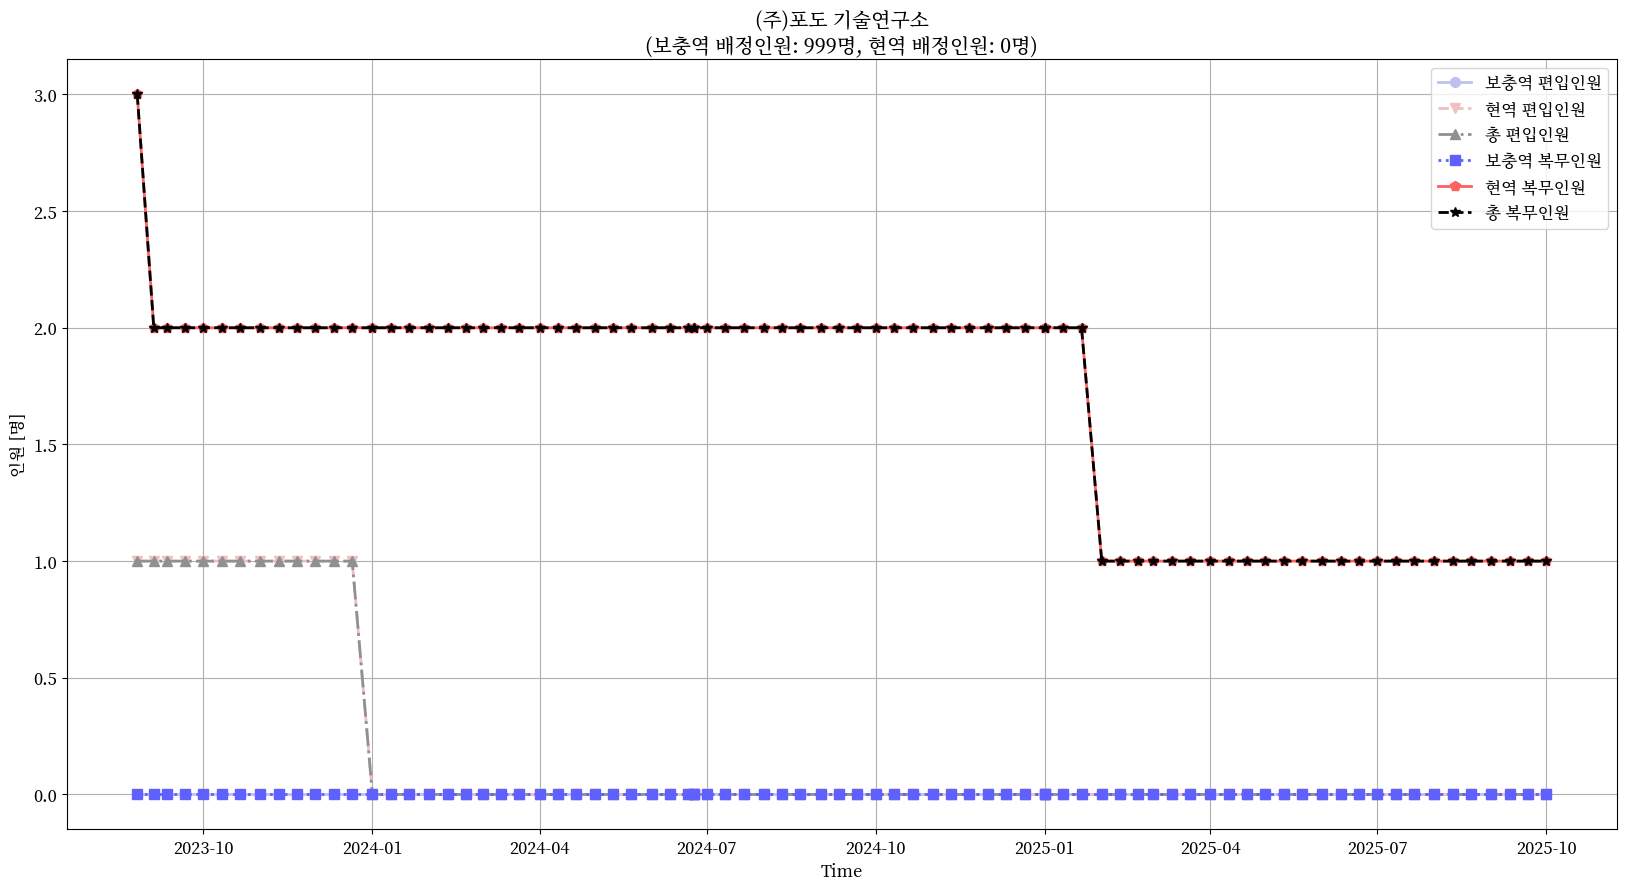 (주)포도 기술연구소
(보충역 배정인원: 999명, 현역 배정인원: 0명)
보충역 편입인원
현역 편입인원
총 편입인원
보충역 복무인원
현역 복무인원
총 복무인원
인원 [명]
3.0
2.5
2.0
1.5
1.0
0.5
0.0
2023-10
2024-01
2024-04
2024-07
2024-10
2025-01
2025-04
2025-07
2025-10
Time